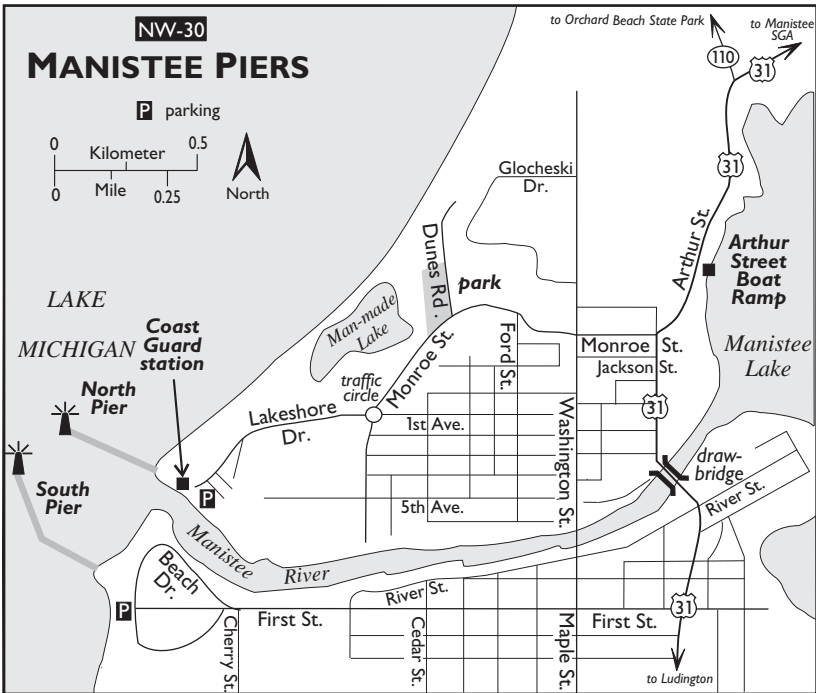 NW-30
MANISTEE PIERS
P parking
0 0.5
Kilometer
Mile
0 0.25
North
to Orchard Beach State Park
to Manistee
SGA
110
31
31
Glocheski
Dr.
Dunes Rd.
park
Arthur St.
Arthur
Street
Boat
Ramp
LAKE
MICHIGAN
Man-made
Lake
Coast
Guard
station
North
Pier
South
Pier
traffic
circle
Monroe St.
Lakeshore
Dr.
Ford St.
Monroe St.
Jackson St.
Manistee
Lake
1st Ave.
Washington St.
31
draw-
bridge
P
5th Ave.
River St.
Manistee River
Beach
Dr.
River St.
P
First St.
First St.
31
Cherry St.
Cedar St.
Maple St.
to Ludington